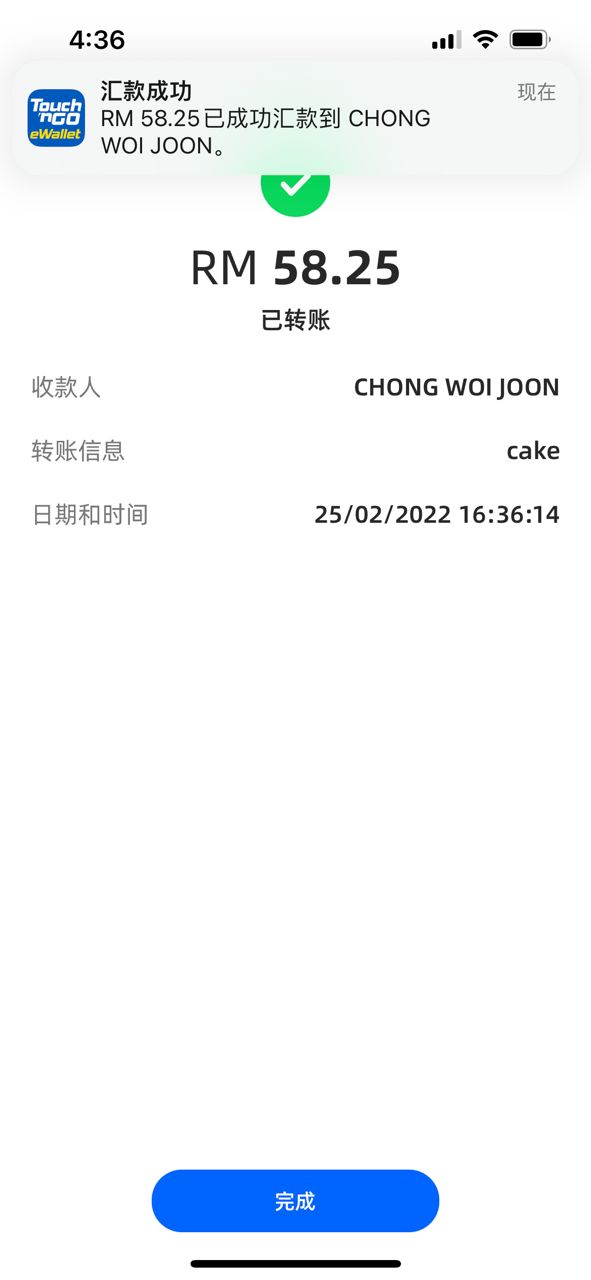 4:36
Touch
'nGO
eWallet
汇款成功
现在
RM 58.25已成功汇款到 CHONG
WOI JOON。
RM 58.25
已转账
收款人 CHONG WOI JOON
转账信息 cake
日期和时间 25/02/2022 16:36:14
完成